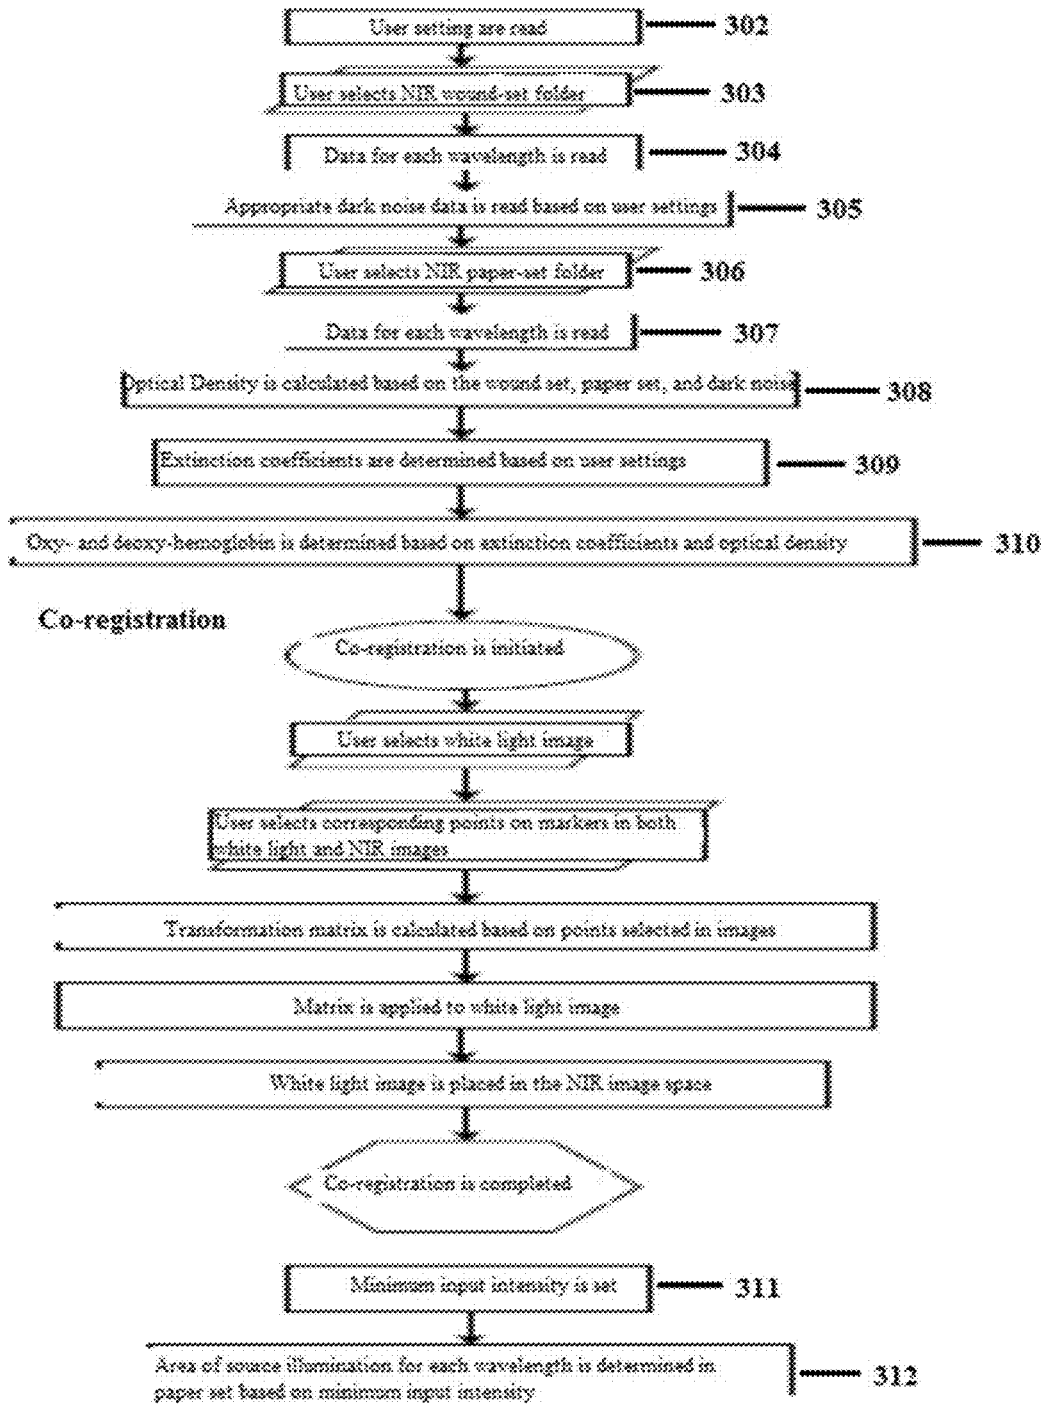 User setting are read 302
User selects NIR wound-set folder 303
Data for each wavelength is read 304
Appropriate dark noise data is read based on user settings 305
User selects NIR paper-set folder 306
Data for each wavelength is read 307
Optical Density is calculated based on the wound set, paper set, and dark noise 308
Extinction coefficients are determined based on user settings 309
Oxy- and deoxy-hemoglobin is determined based on extinction coefficients and optical density 310
Co-registration
Co-registration is initiated
User selects white light image
User selects corresponding points on markers in both
white light and NIR images
Transformation matrix is calculated based on points selected in images
Matrix is applied to white light image
White light image is placed in the NIR image space
Co-registration is completed
Minimum input intensity is set 311
Area of source illumination for each wavelength is determined in
paper set based on minimum input intensity 312